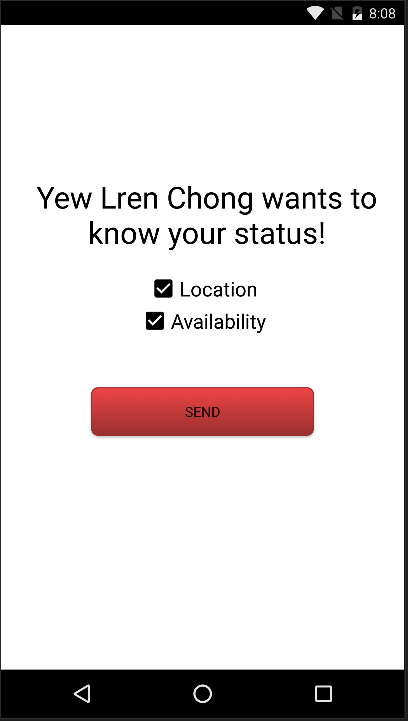 8:08
Yew Lren Chong wants to
know your status!
Location
Availability
SEND